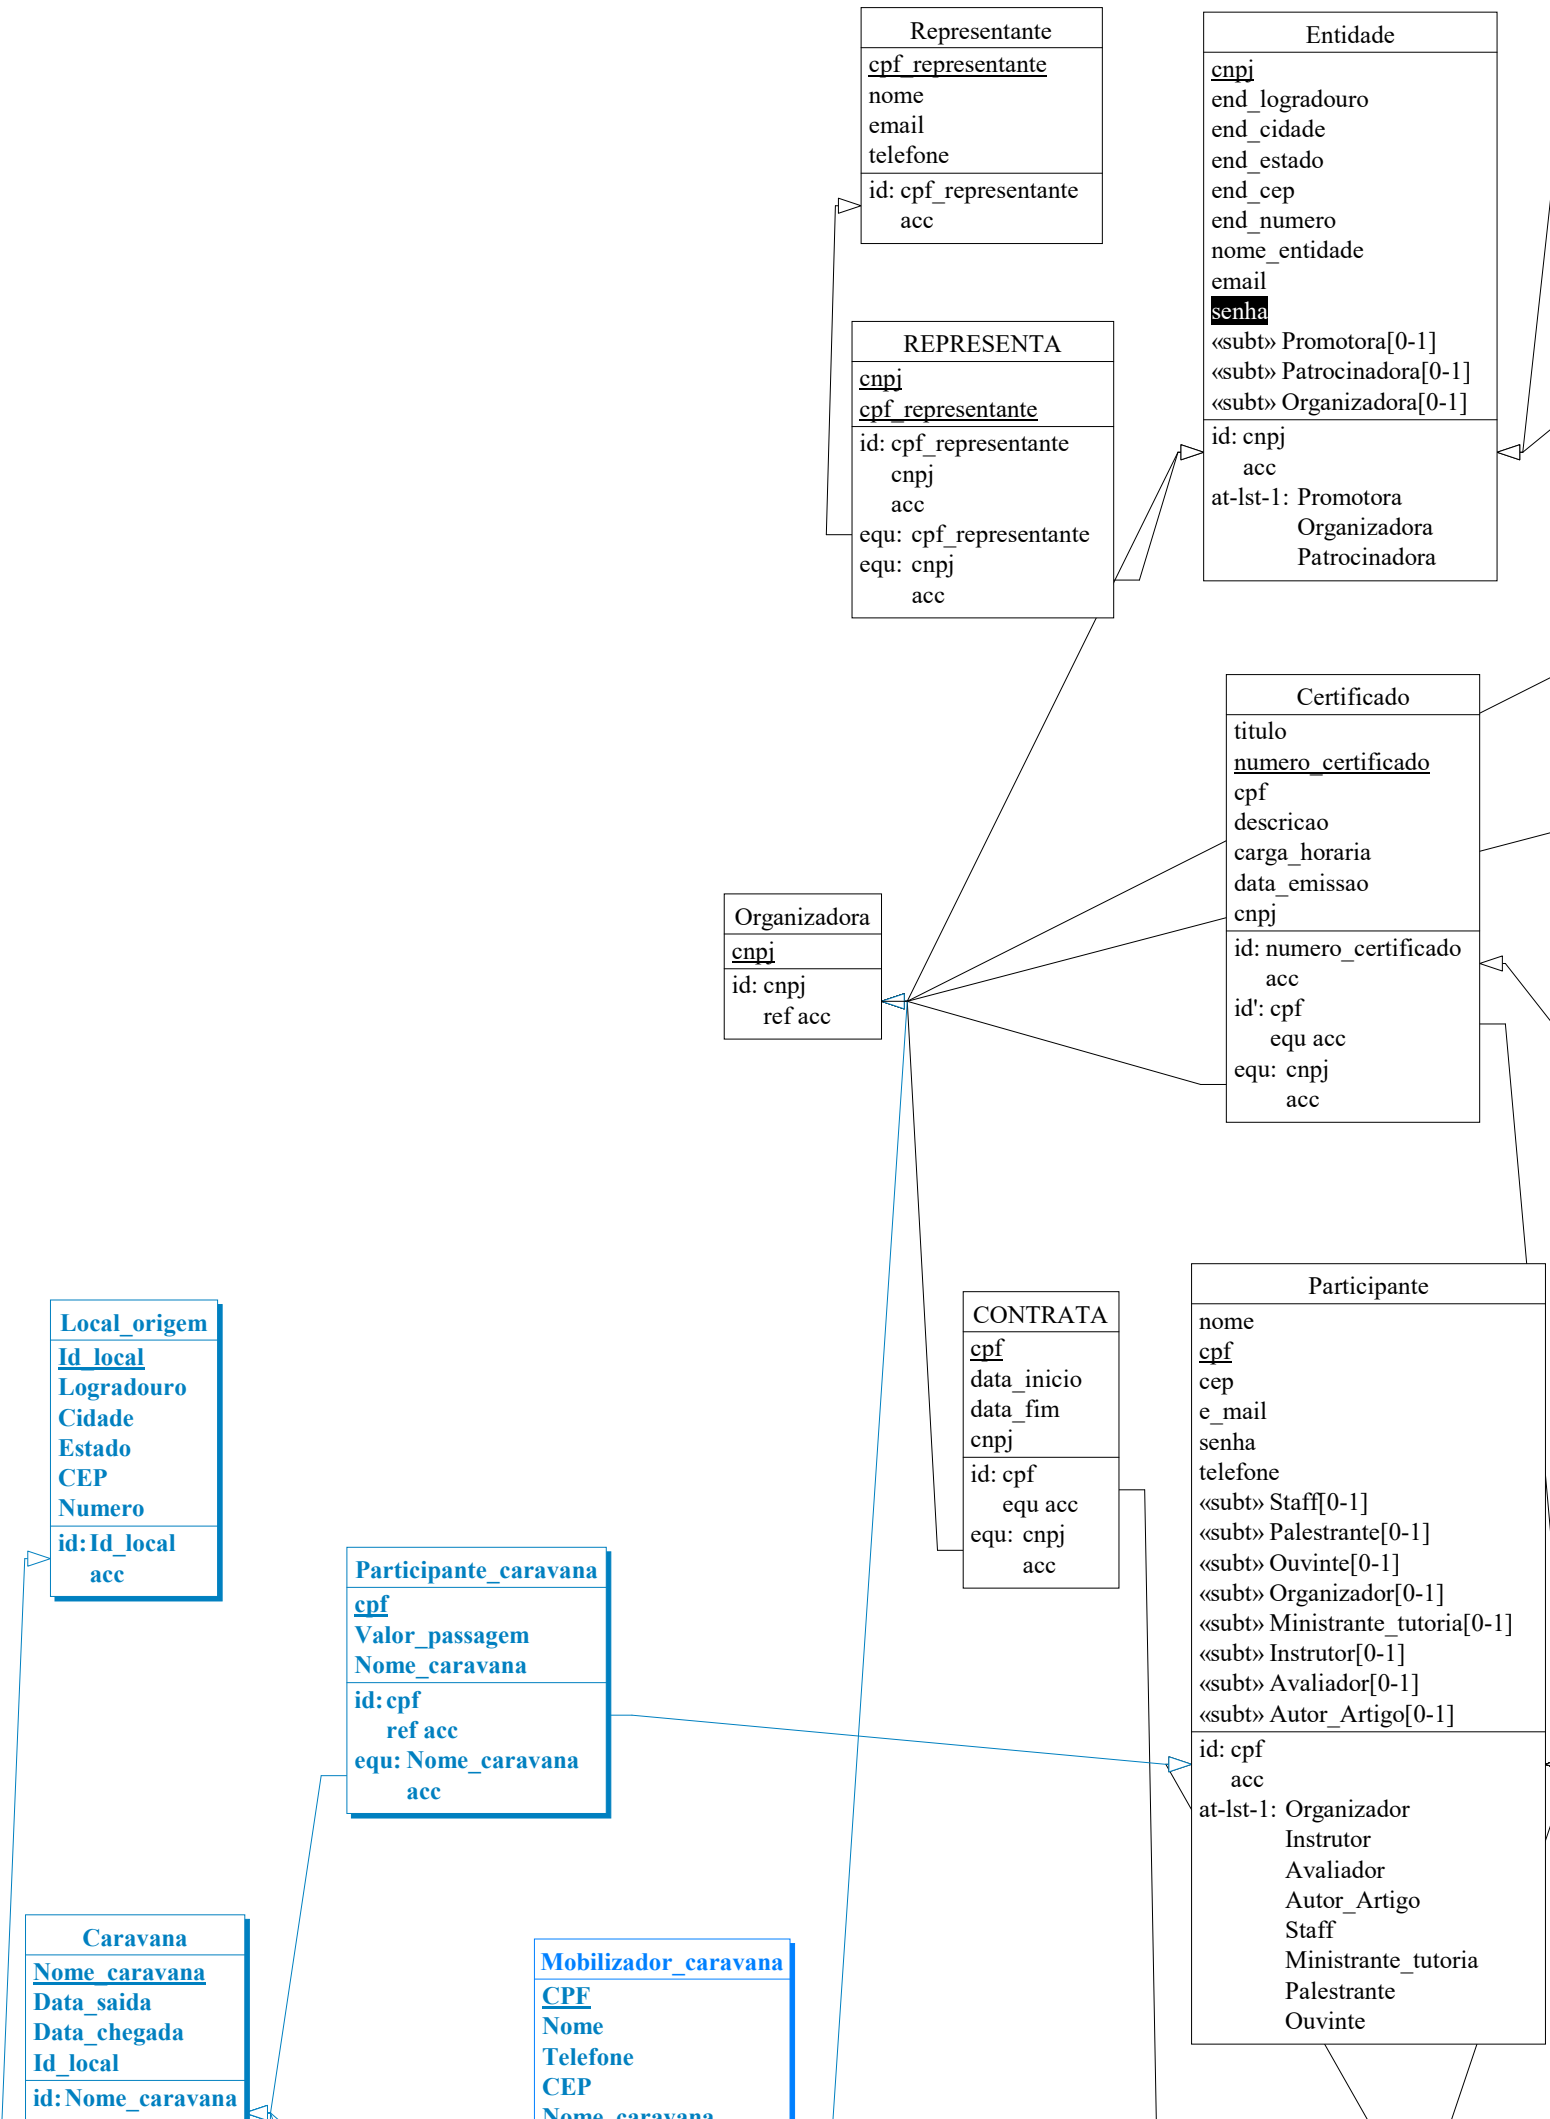 Representante
cpf_representante
nome
email
telefone
id: cpf_representante
acc
Entidade
cnpj
end_logradouro
end_cidade
end_estado
end_cep
end_numero
nome_entidade
email
senha
«subt» Promotora[0-1]
«subt» Patrocinadora[0-1]
«subt» Organizadora[0-1]
id: cnpj
acc
at-lst-1: Promotora
Organizadora
Patrocinadora
REPRESENTA
cnpj
cpf_representante
id: cpf_representante
cnpj
acc
equ: cpf_representante
equ: cnpj
acc
Certificado
titulo
numero_certificado
cpf
descricao
carga_horaria
data_emissao
cnpj
id: numero_certificado
acc
id': cpf
equ acc
equ: cnpj
acc
Organizadora
cnpj
id: cnpj
ref acc
CONTRATA
cpf
data_inicio
data_fim
cnpj
id: cpf
equ acc
equ: cnpj
acc
Participante
nome
cpf
cep
e_mail
senha
telefone
«subt» Staff[0-1]
«subt» Palestrante[0-1]
«subt» Ouvinte[0-1]
«subt» Organizador[0-1]
«subt» Ministrante_tutoria[0-1]
«subt» Instrutor[0-1]
«subt» Avaliador[0-1]
«subt» Autor_Artigo[0-1]
id: cpf
acc
at-lst-1: Organizador
Instrutor
Avaliador
Autor_Artigo
Staff
Ministrante_tutoria
Palestrante
Ouvinte
Local_origem
Id_local
Logradouro
Cidade
Estado
CEP
Numero
id: Id_local
acc
Participante_caravana
cpf
Valor_passagem
Nome_caravana
id: cpf
ref acc
equ: Nome_caravana
acc
Caravana
Nome_caravana
Data_saida
Data_chegada
Id_local
id: Nome_caravana
Mobilizador_caravana
CPF
Nome
Telefone
CEP
Nome_caravana